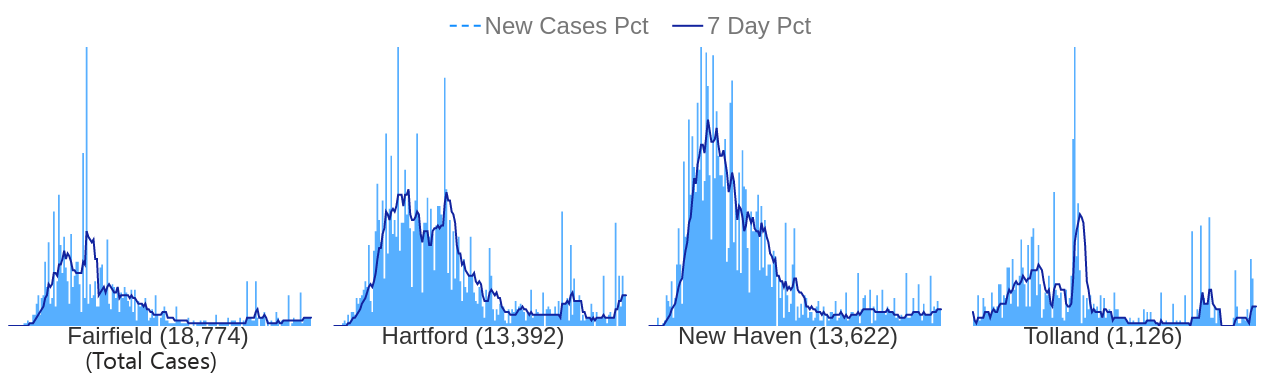 New Cases Pct 7 Day Pct
Fairfield (18,774) Hartford (13,392) New Haven (13,622) Tolland (1,126)
(Total Cases)